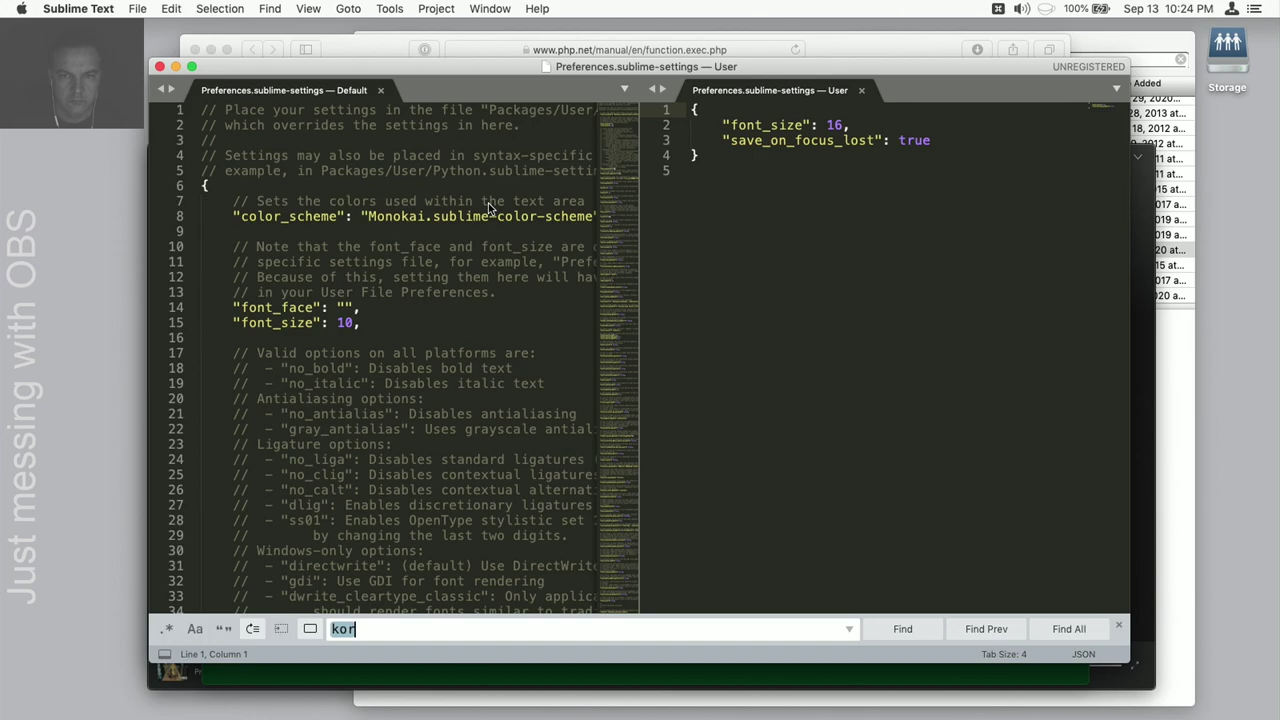 Sublime Text File Edit Selection Find View Goto Tools Project Window Help 100% Sep 13 10:24 PM
www.php.net/manual/en/function.exec.php
Preferences.sublime-settings — User UNREGISTERED
Preferences.sublime-settings — Default
Preferences.sublime-settings — User
1 // Place your settings in the file "Packages/User/
2 // which overrides the settings in here.
3 //
4 // Settings may also be placed in syntax-specific
5 // example, in Packages/User/Python.sublime-setti
6 {
7 // Sets the colors used within the text area
8 "color_scheme": "Monokai.sublime-color-scheme"
9
10 // Note that the font_face and font_size are
11 // specific settings file, for example, "Pref
12 // Because of this, setting them here will ha
13 // in your User File Preferences.
14 "font_face": "",
15 "font_size": 10,
16
17 // Valid options on all platforms are:
18 // - "no_bold": Disables bold text
19 // - "no_italic": Disables italic text
20 // Antialiasing options:
21 // - "no_antialias": Disables antialiasing
22 // - "gray_antialias": Uses grayscale antial
23 // Ligature options:
24 // - "no_liga": Disables standard ligatures
25 // - "no_clig": Disables contextual ligature
26 // - "no_calt": Disables contextual alternat
27 // - "dlig": Enables discretionary ligatures
28 // - "ss01": Enables OpenType stylistic set
29 // by changing the last two digits.
30 // Windows-only options:
31 // - "directwrite": (default) Use DirectWrite
32 // - "gdi": Use GDI for font rendering
33 // - "dwrite_cleartype_classic": Only applic
34 // should render fonts similar to trad
1 {
2 "font_size": 16,
3 "save_on_focus_lost": true
4 }
5
.* Aa “ ” kor Find Find Prev Find All
Line 1, Column 1 Tab Size: 4 JSON
Storage
Added
Just messing with OBS